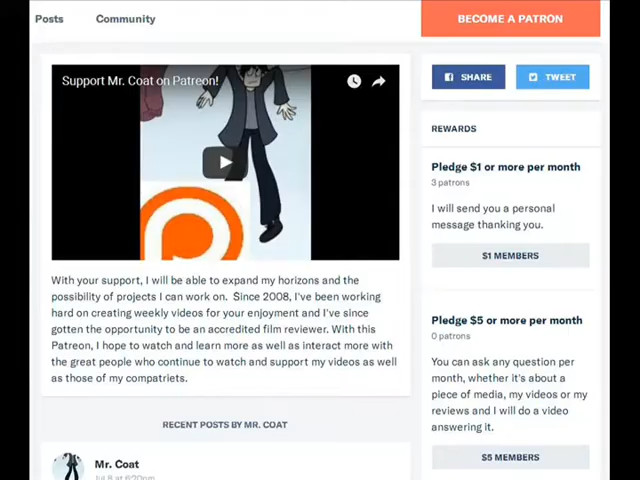 Posts
Community
BECOME A PATRON
Support Mr. Coat on Patreon!
With your support, I will be able to expand my horizons and the
possibility of projects I can work on. Since 2008, I've been working
hard on creating weekly videos for your enjoyment and I've since
gotten the opportunity to be an accredited film reviewer. With this
Patreon, I hope to watch and learn more as well as interact more with
the great people who continue to watch and support my videos as well
as those of my compatriets.
RECENT POSTS BY MR. COAT
Mr. Coat
Jul 8 at 6:20pm
SHARE
TWEET
REWARDS
Pledge $1 or more per month
3 patrons
I will send you a personal
message thanking you.
$1 MEMBERS
Pledge $5 or more per month
0 patrons
You can ask any question per
month, whether it's about a
piece of media, my videos or my
reviews and I will do a video
answering it.
$5 MEMBERS